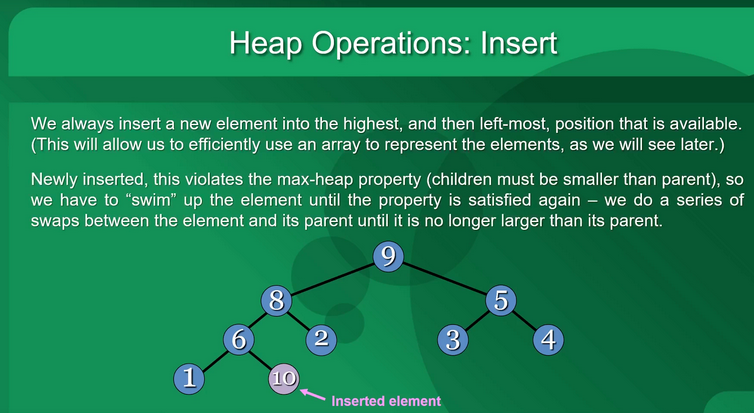 Heap Operations: Insert
We always insert a new element into the highest, and then left-most, position that is available.
(This will allow us to efficiently use an array to represent the elements, as we will see later.)
Newly inserted, this violates the max-heap property (children must be smaller than parent), so
we have to “swim” up the element until the property is satisfied again – we do a series of
swaps between the element and its parent until it is no longer larger than its parent.
9
8 5
6 2 3 4
1 10
Inserted element